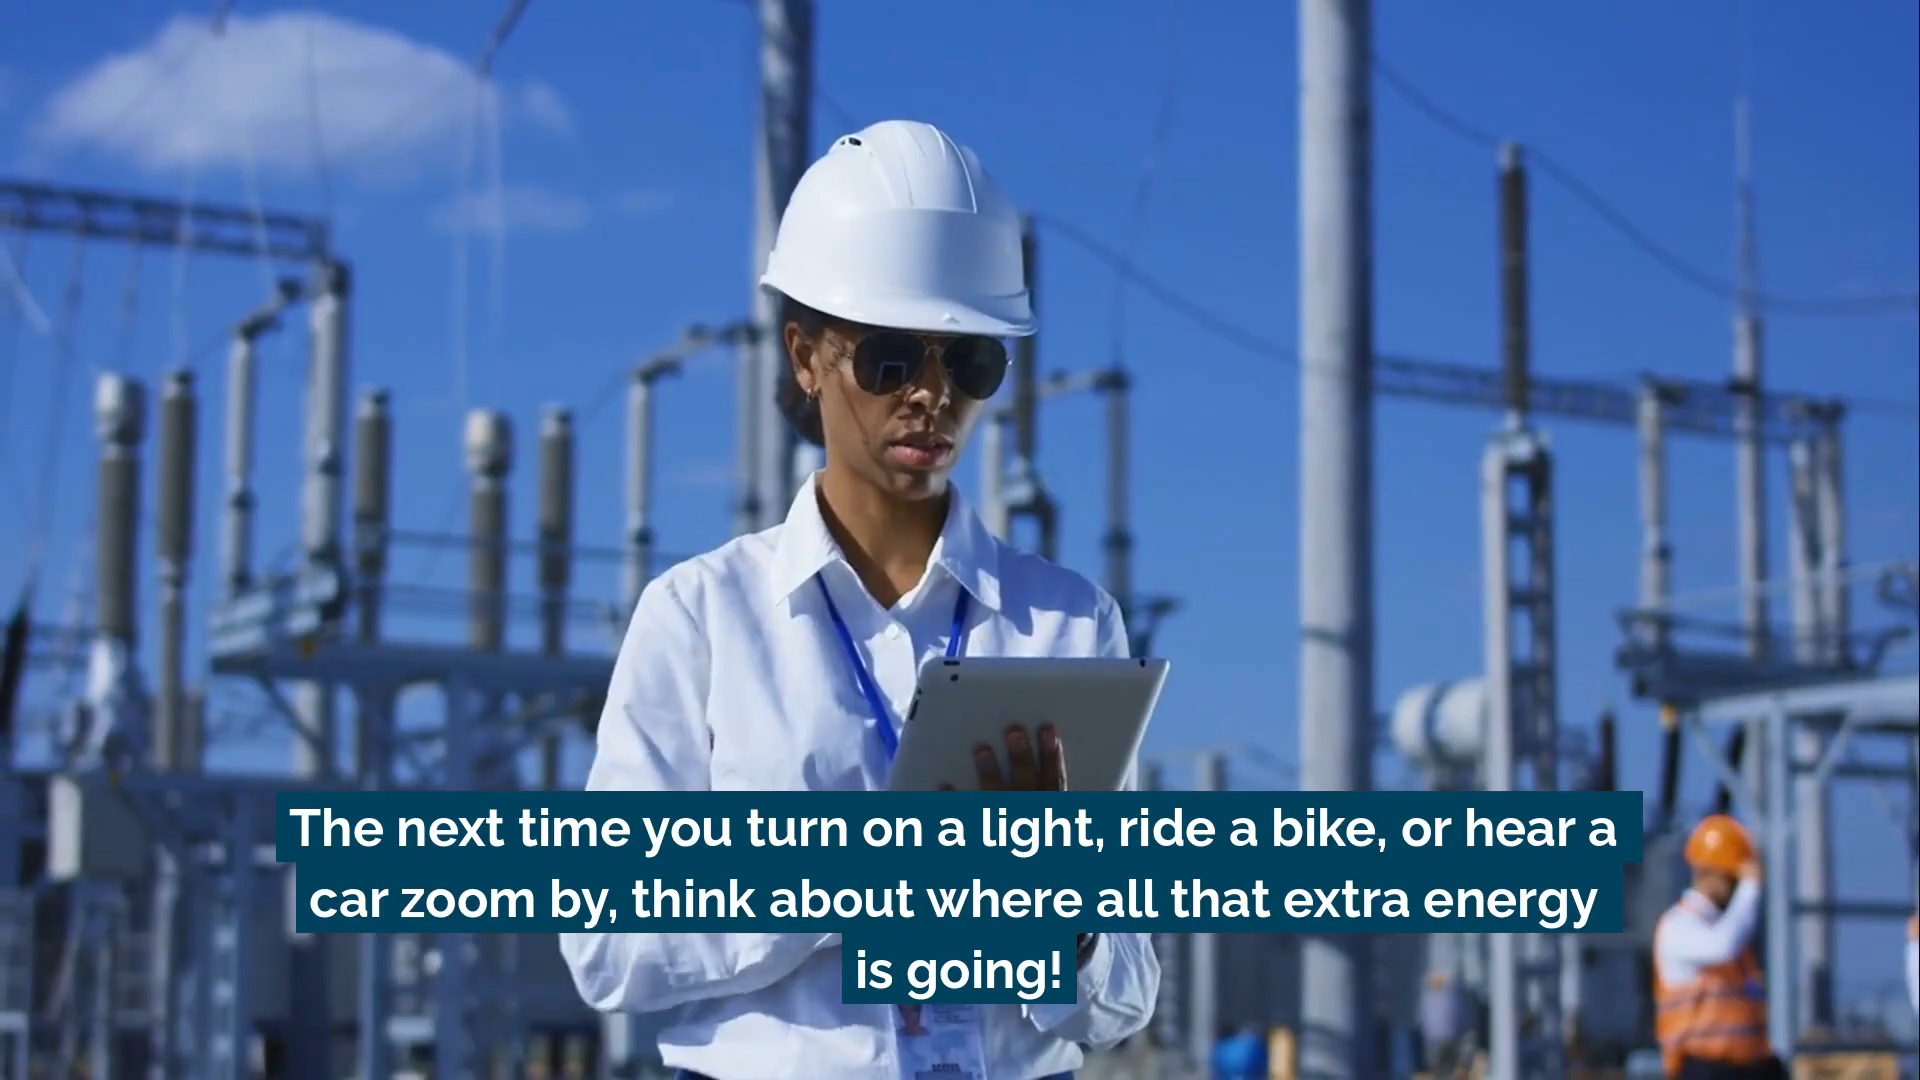 The next time you turn on a light, ride a bike, or hear a
car zoom by, think about where all that extra energy
is going!